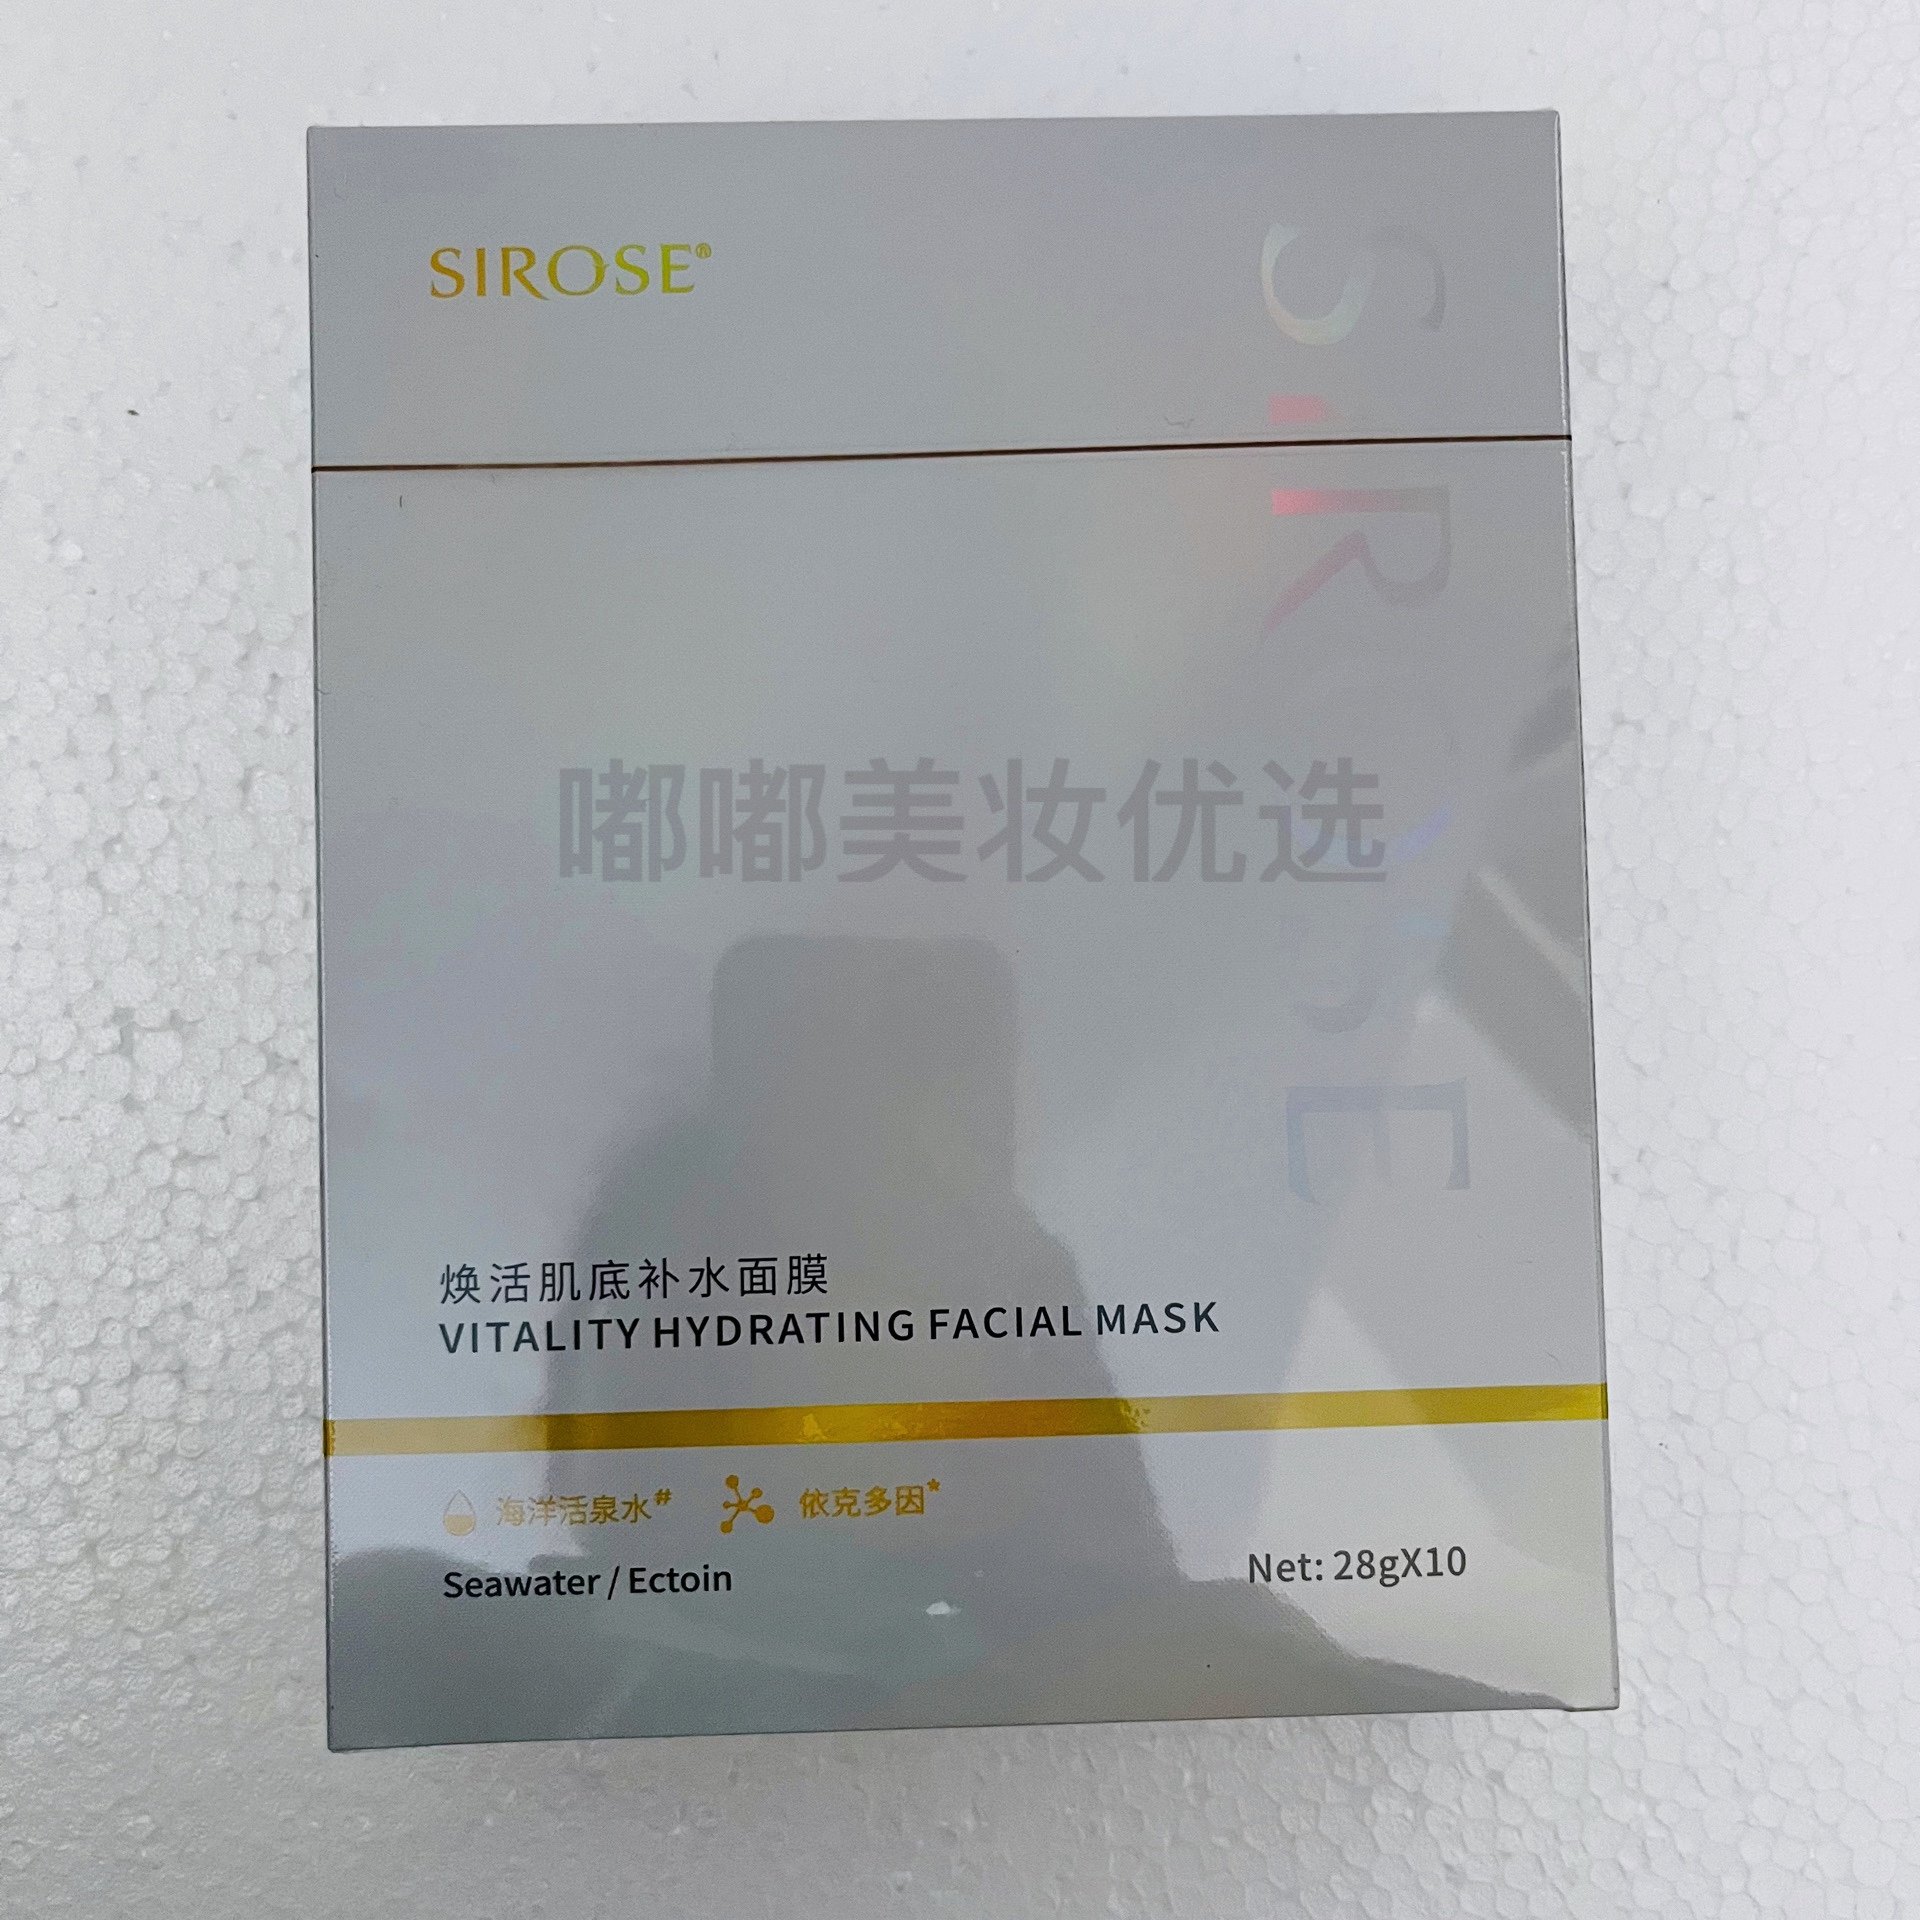 SIROSE®
SIROSE
嘟嘟美妆优选
焕活肌底补水面膜
VITALITY HYDRATING FACIAL MASK
海洋活泉水# 依克多因*
Seawater / Ectoin
Net: 28gX10